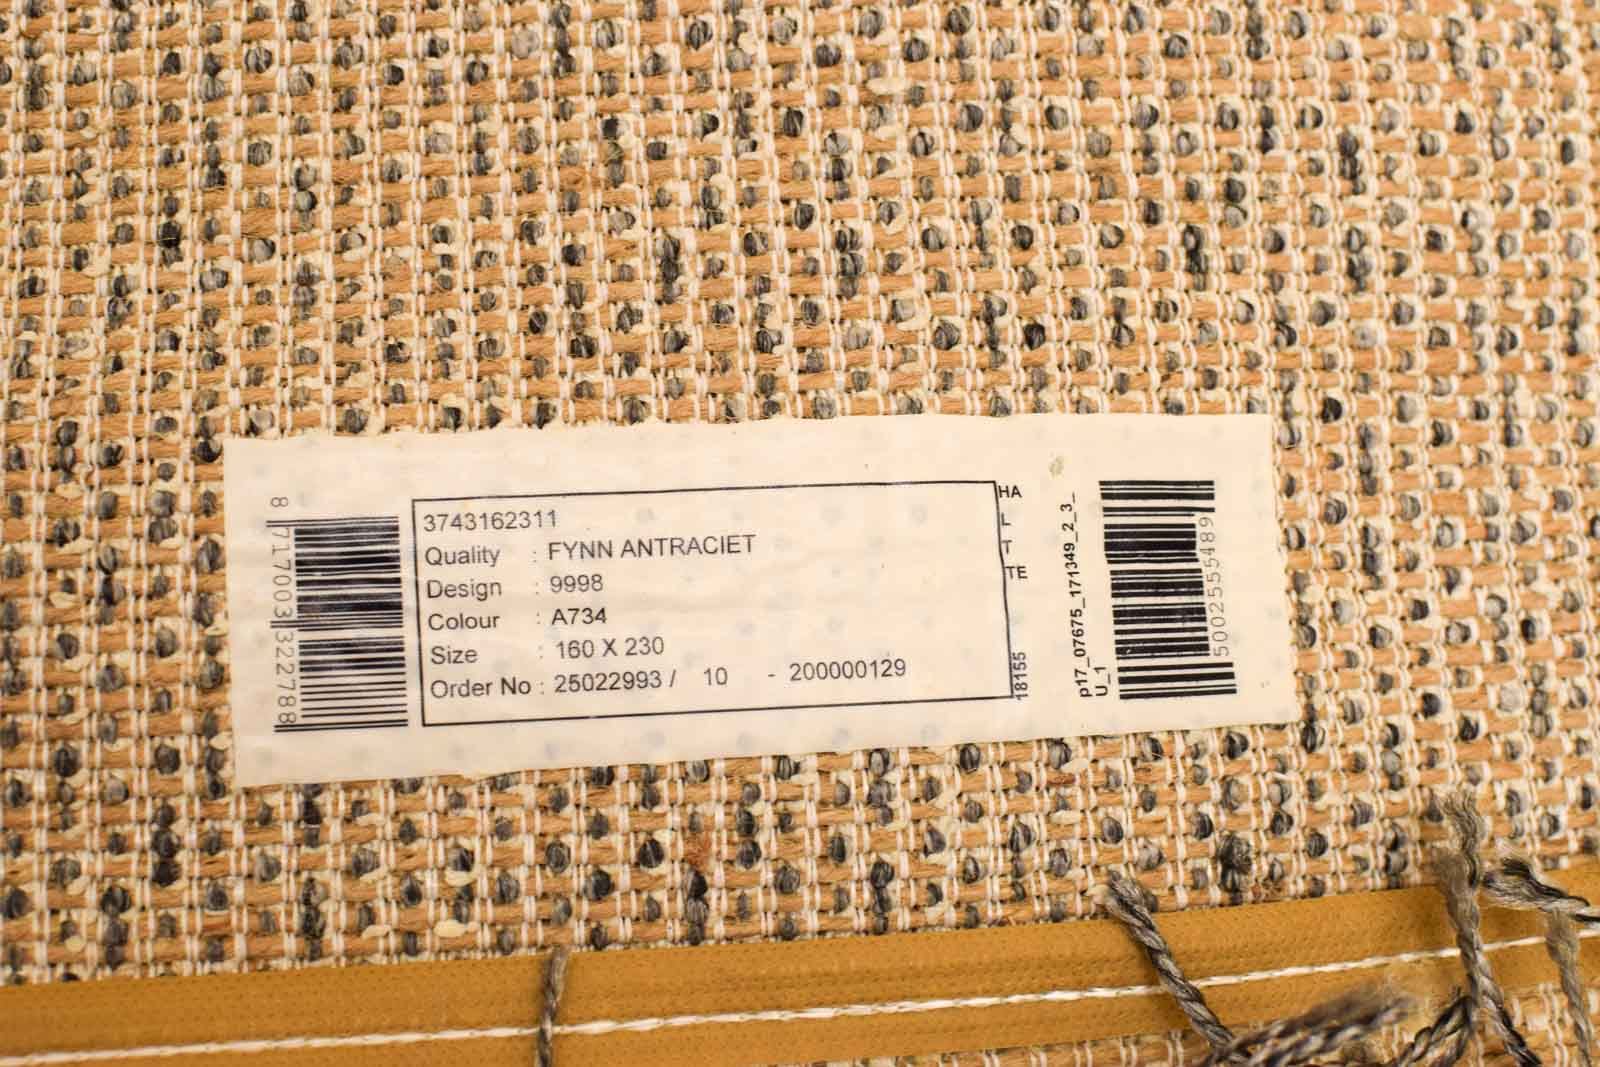 8 717003 322788
3743162311
Quality : FYNN ANTRACIET
Design : 9998
Colour : A734
Size : 160 X 230
Order No : 25022993 / 10 - 200000129
HA
L
T
TE
18155
p17_07675_171349_2_3_
U_1
5002555489